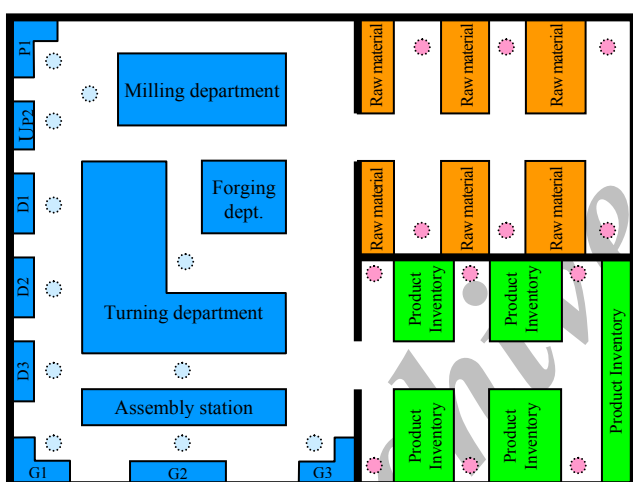 P1
Milling department
Raw material
Raw material
Raw material
UP2
D1
Forging
dept.
Raw material
Raw material
Raw material
D2
Turning department
Product
Inventory
Product
Inventory
Product Inventory
D3
Assembly station
Product
Inventory
Product
Inventory
G1
G2
G3